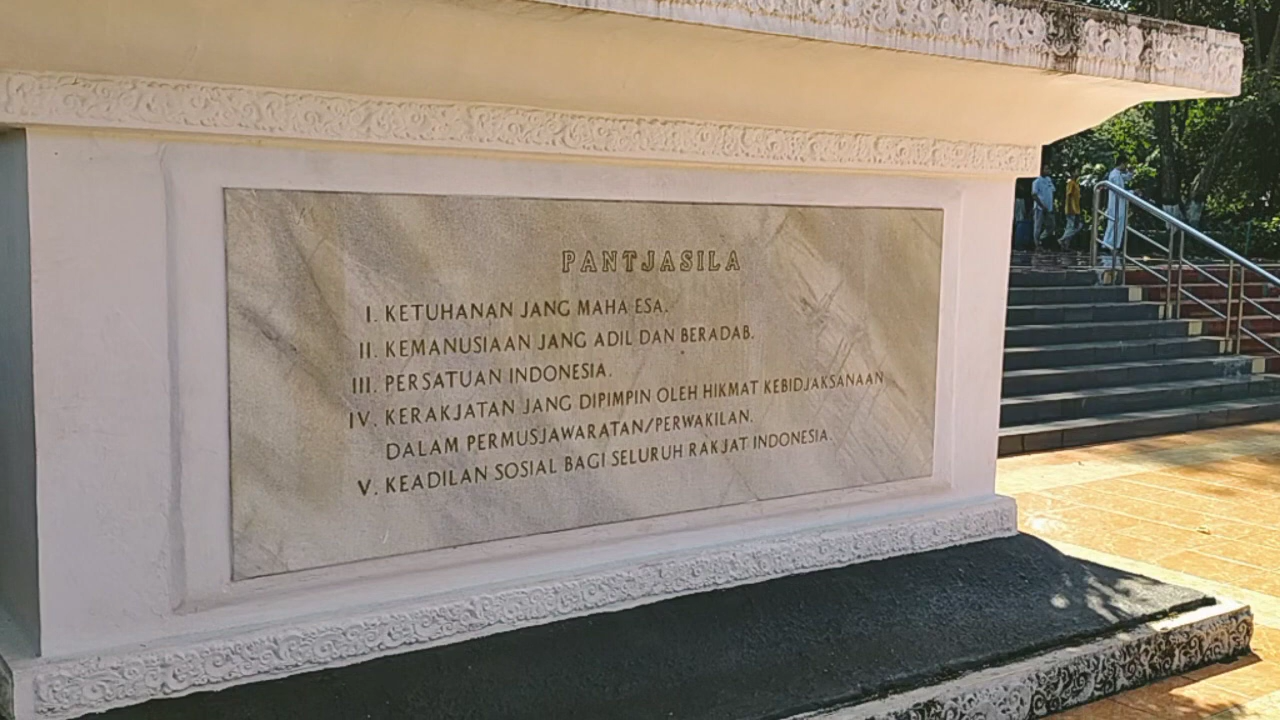 PANTJASILA
I. KETUHANAN JANG MAHA ESA.
II. KEMANUSIAAN JANG ADIL DAN BERADAB.
III. PERSATUAN INDONESIA.
IV. KERAKJATAN JANG DIPIMPIN OLEH HIKMAT KEBIDJAKSANAAN
DALAM PERMUSJAWARATAN/PERWAKILAN.
V. KEADILAN SOSIAL BAGI SELURUH RAKJAT INDONESIA.